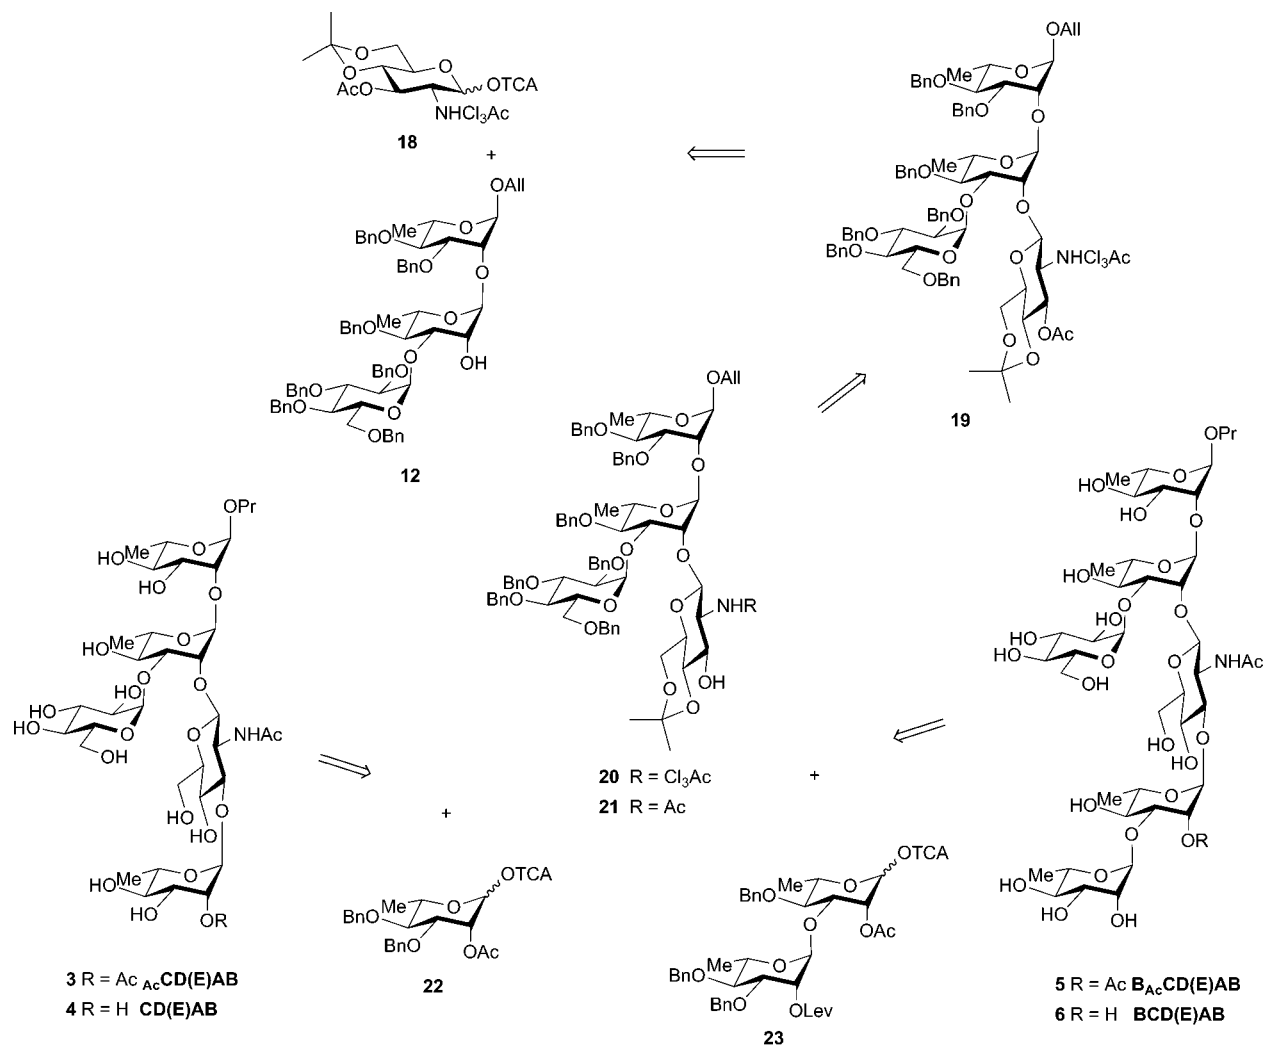 O
O
O
AcO
OTCA
NHCl3Ac
18
+
OAll
Me
O
BnO
BnO
O
Me
O
BnO
O
OH
BnO
BnO
BnO
O
OBn
12
OAll
Me
O
BnO
BnO
O
Me
O
BnO
O
O
BnO
BnO
BnO
O
OBn
O
NHCl3Ac
OAc
O
O
19
OAll
Me
O
BnO
BnO
O
Me
O
BnO
O
O
BnO
BnO
BnO
O
OBn
O
NHR
OH
O
O
20 R = Cl3Ac
21 R = Ac
OPr
Me
O
HO
HO
O
Me
O
HO
O
O
HO
HO
HO
O
OH
O
NHAc
HO
HO
O
Me
O
HO
HO
OR
3 R = Ac AcCD(E)AB
4 R = H CD(E)AB
+
OTCA
Me
O
BnO
BnO
OAc
22
+
OTCA
Me
O
BnO
O
OAc
Me
O
BnO
BnO
OLev
23
OPr
Me
O
HO
HO
O
Me
O
HO
O
O
HO
HO
HO
O
OH
O
NHAc
HO
HO
O
Me
O
HO
O
OR
Me
O
HO
HO
OH
5 R = Ac BAcCD(E)AB
6 R = H BCD(E)AB